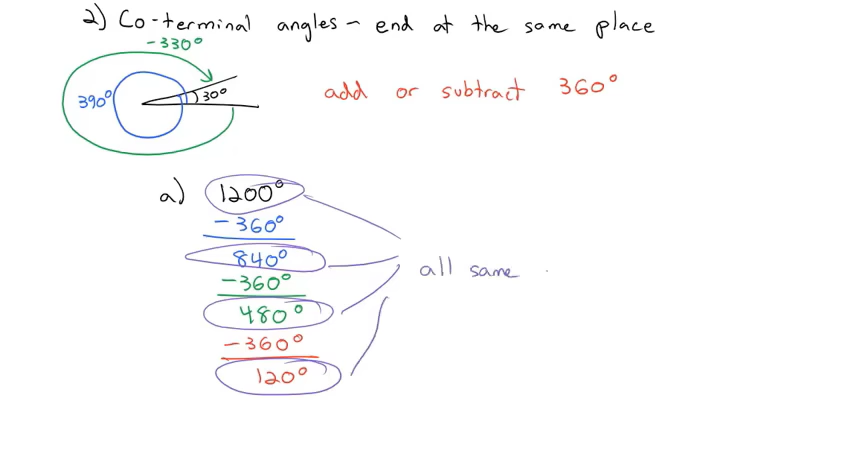 2) Co-terminal angles – end at the same place
-330°
390°
30°
add or subtract 360°
a) 1200°
-360°
840°
-360°
480°
-360°
120°
all same